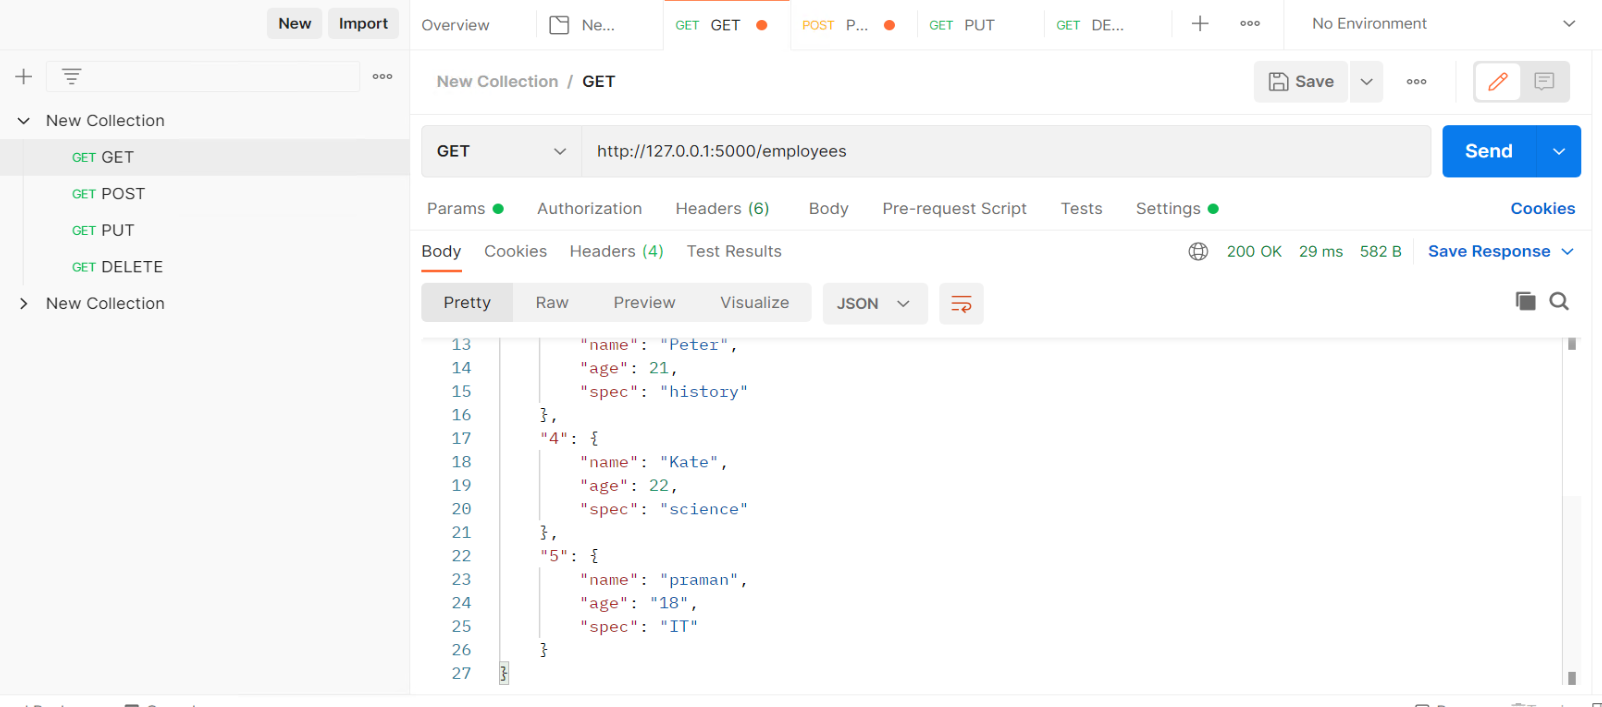 New Import Overview Ne... GET GET POST P... GET PUT GET DE... No Environment
New Collection / GET Save
New Collection
GET GET
GET POST
GET PUT
GET DELETE
New Collection
GET http://127.0.0.1:5000/employees Send
Params Authorization Headers (6) Body Pre-request Script Tests Settings Cookies
Body Cookies Headers (4) Test Results 200 OK 29 ms 582 B Save Response
Pretty Raw Preview Visualize JSON
13 "name": "Peter",
14 "age": 21,
15 "spec": "history"
16 },
17 "4": {
18 "name": "Kate",
19 "age": 22,
20 "spec": "science"
21 },
22 "5": {
23 "name": "praman",
24 "age": "18",
25 "spec": "IT"
26 }
27 }